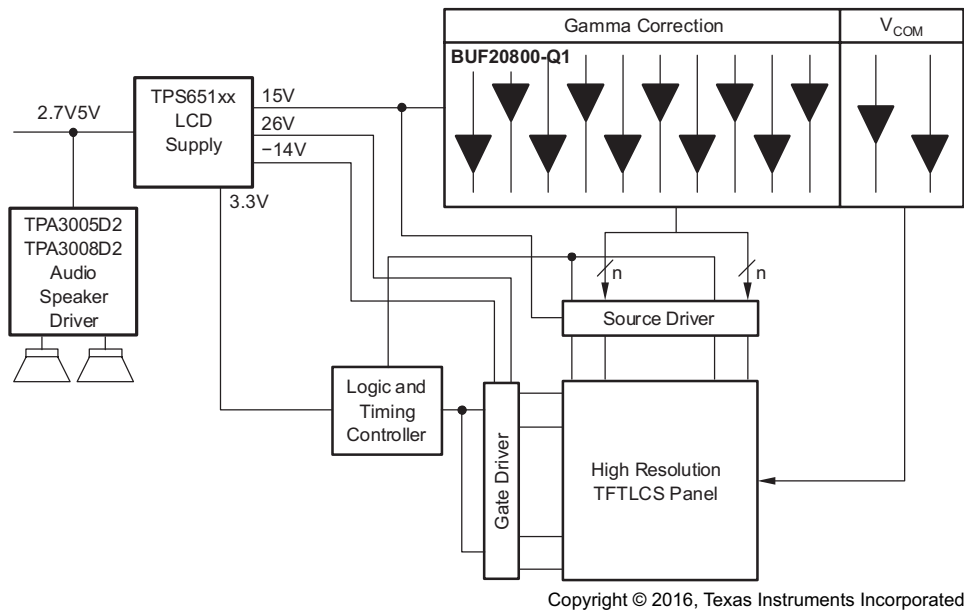 Gamma Correction
V_COM
BUF20800-Q1
2.7V5V
TPS651xx
LCD
Supply
15V
26V
−14V
3.3V
TPA3005D2
TPA3008D2
Audio
Speaker
Driver
n
n
Source Driver
Logic and
Timing
Controller
Gate Driver
High Resolution
TFTLCS Panel
Copyright © 2016, Texas Instruments Incorporated